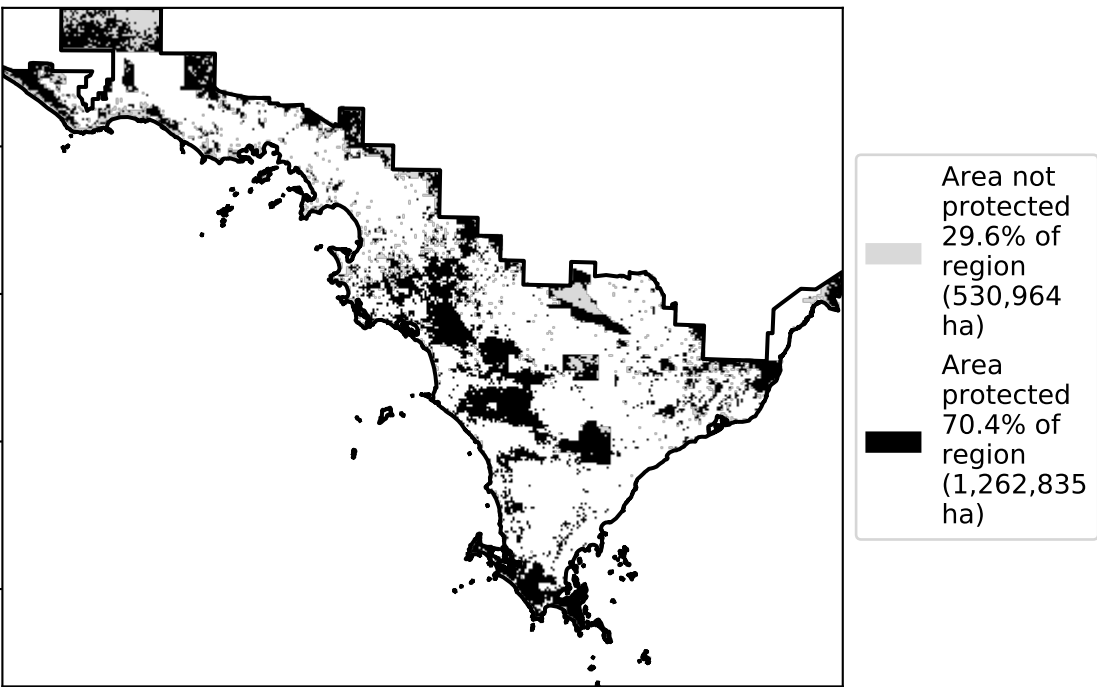 Area not
protected
29.6% of
region
(530,964
ha)
Area
protected
70.4% of
region
(1,262,835
ha)